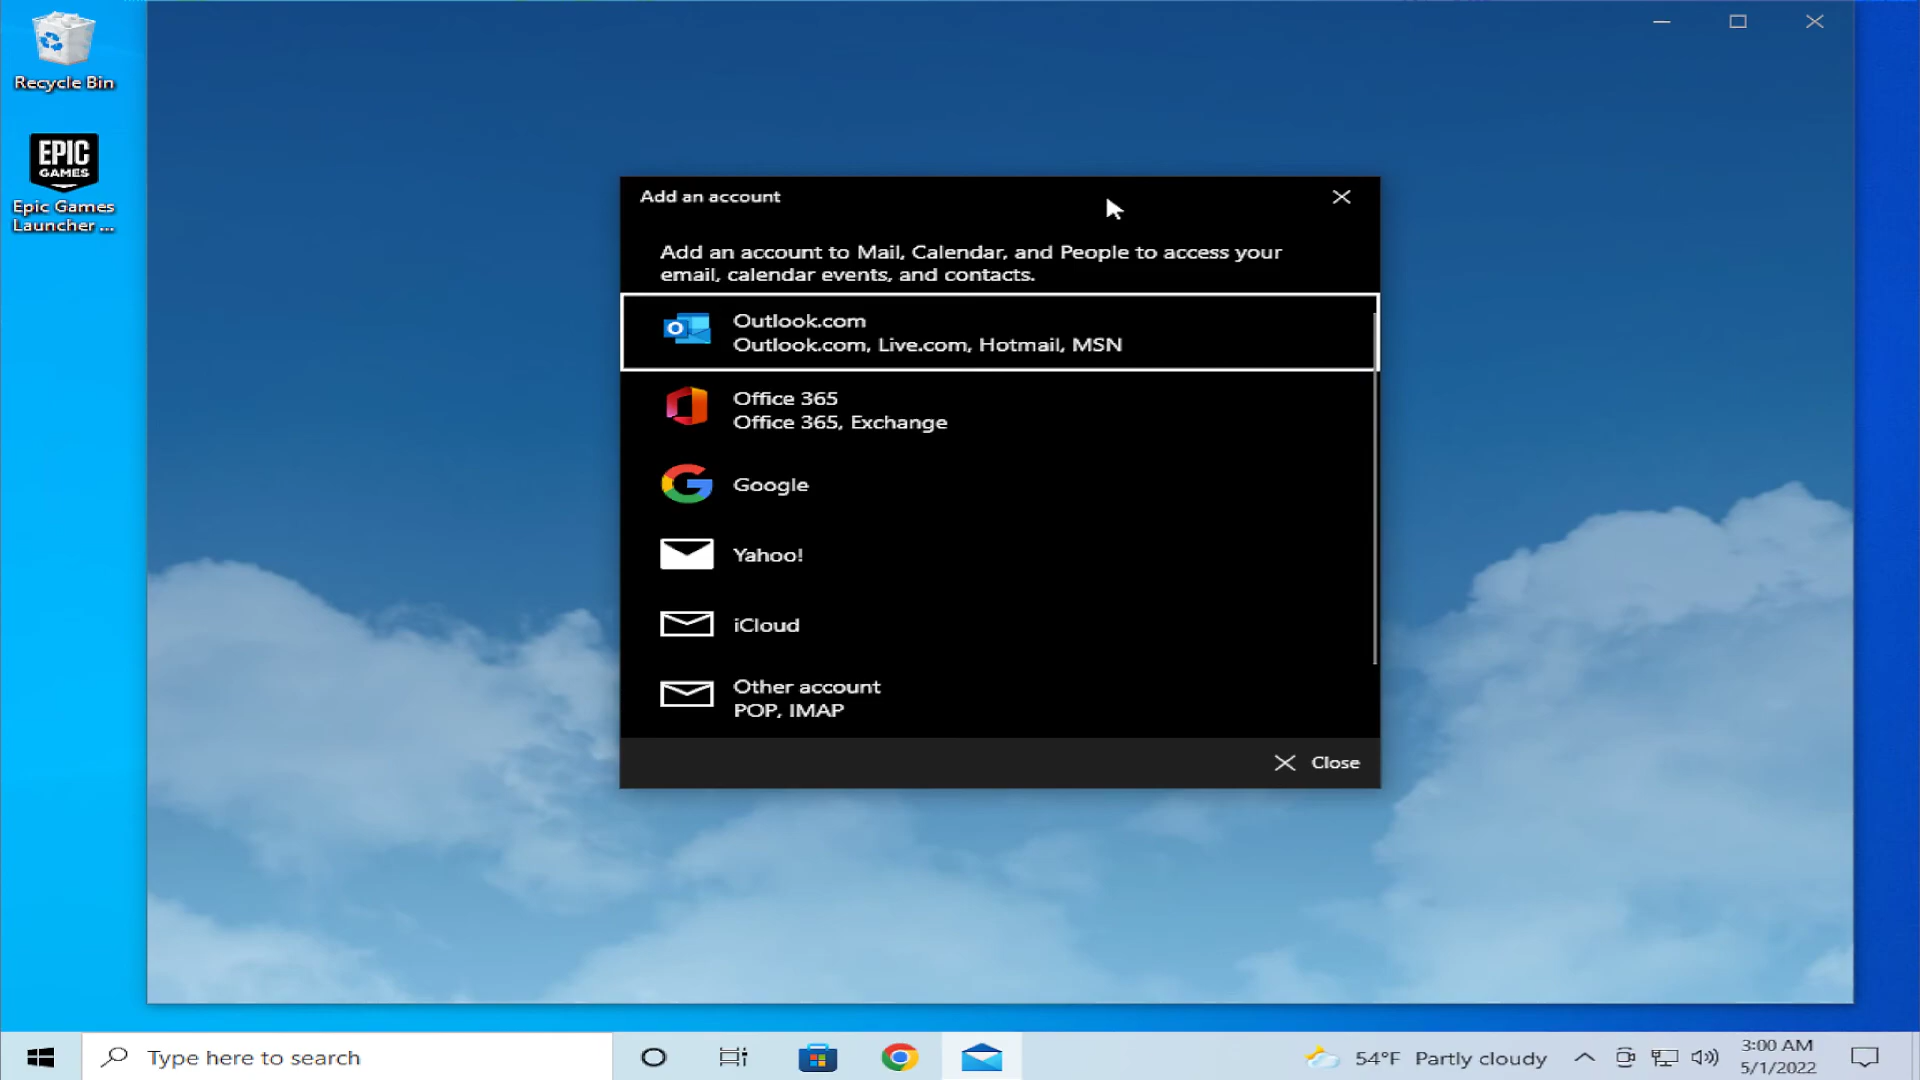 Recycle Bin
EPIC
GAMES
Epic Games
Launcher ...
Add an account
Add an account to Mail, Calendar, and People to access your
email, calendar events, and contacts.
Outlook.com
Outlook.com, Live.com, Hotmail, MSN
Office 365
Office 365, Exchange
Google
Yahoo!
iCloud
Other account
POP, IMAP
Close
Type here to search
54°F Partly cloudy
3:00 AM
5/1/2022